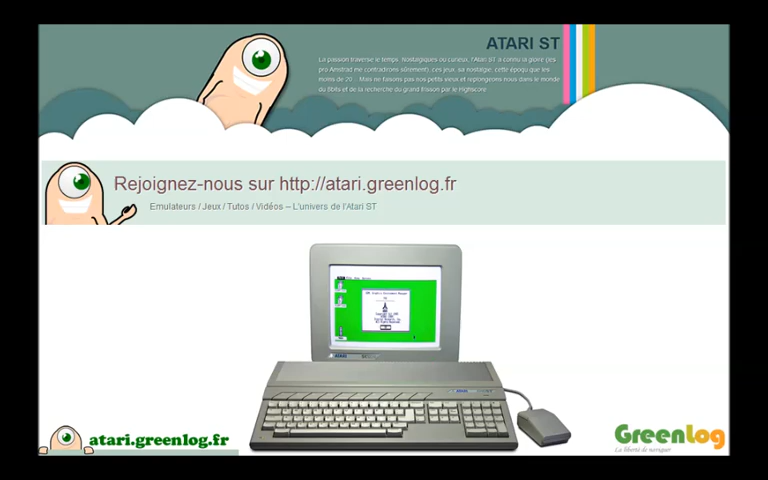 ATARI ST
La passion traverse le temps. Nostalgiques ou curieux, l'Atari ST a connu la gloire (les
pro Amstrad me contradirons sûrement), ces jeux, sa nostalgie, cette époque que les
moins de 20... Mais ne faisons pas nos petits vieux et replongeons nous dans le monde
du 8bits et de la recherche du grand frisson par le Highscore
Rejoignez-nous sur http://atari.greenlog.fr
Emulateurs / Jeux / Tutos / Vidéos – L'univers de l'Atari ST
ATARI
ATARI
atari.greenlog.fr
GreenLog
La liberté de naviguer